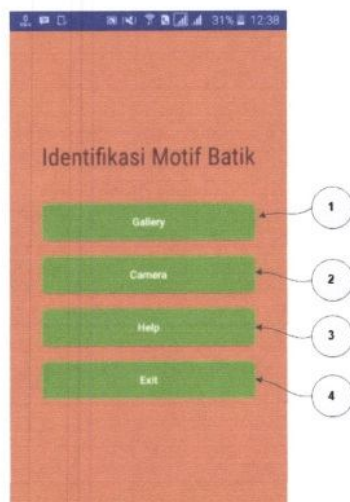 31% 12:38
Identifikasi Motif Batik
Gallery
1
Camera
2
Help
3
Exit
4